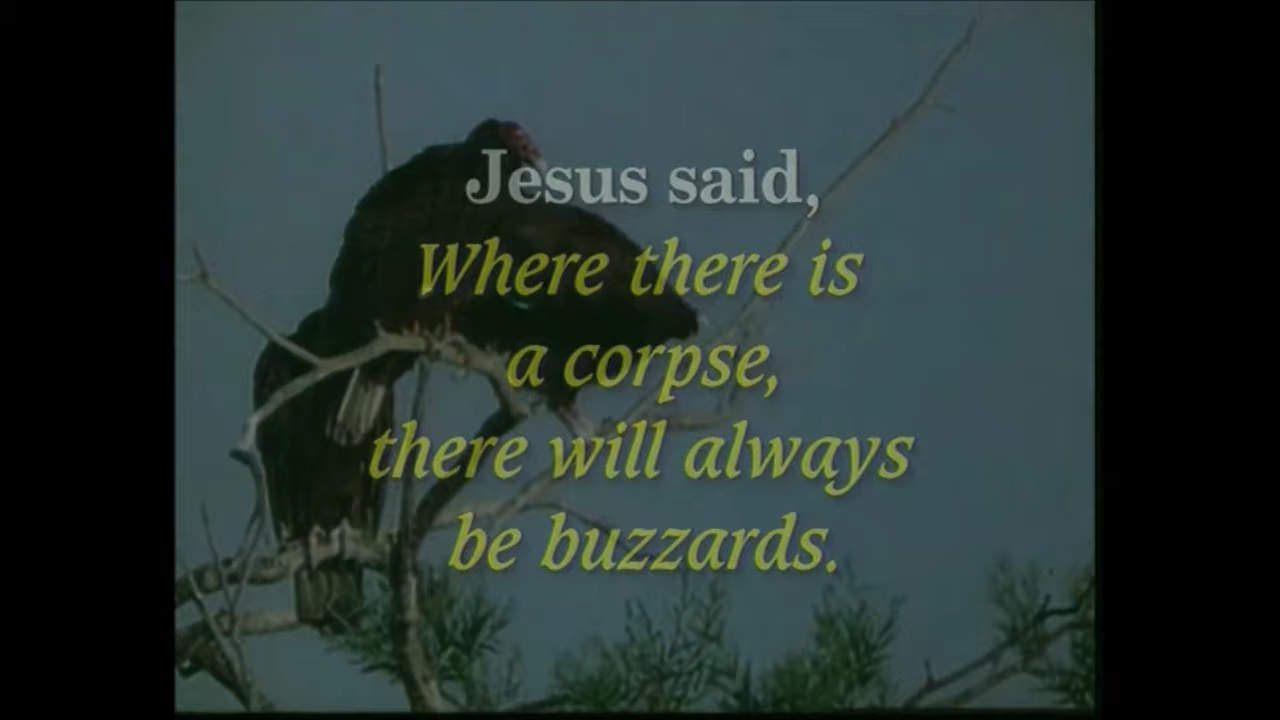 Jesus said,
Where there is
a corpse,
there will always
be buzzards.